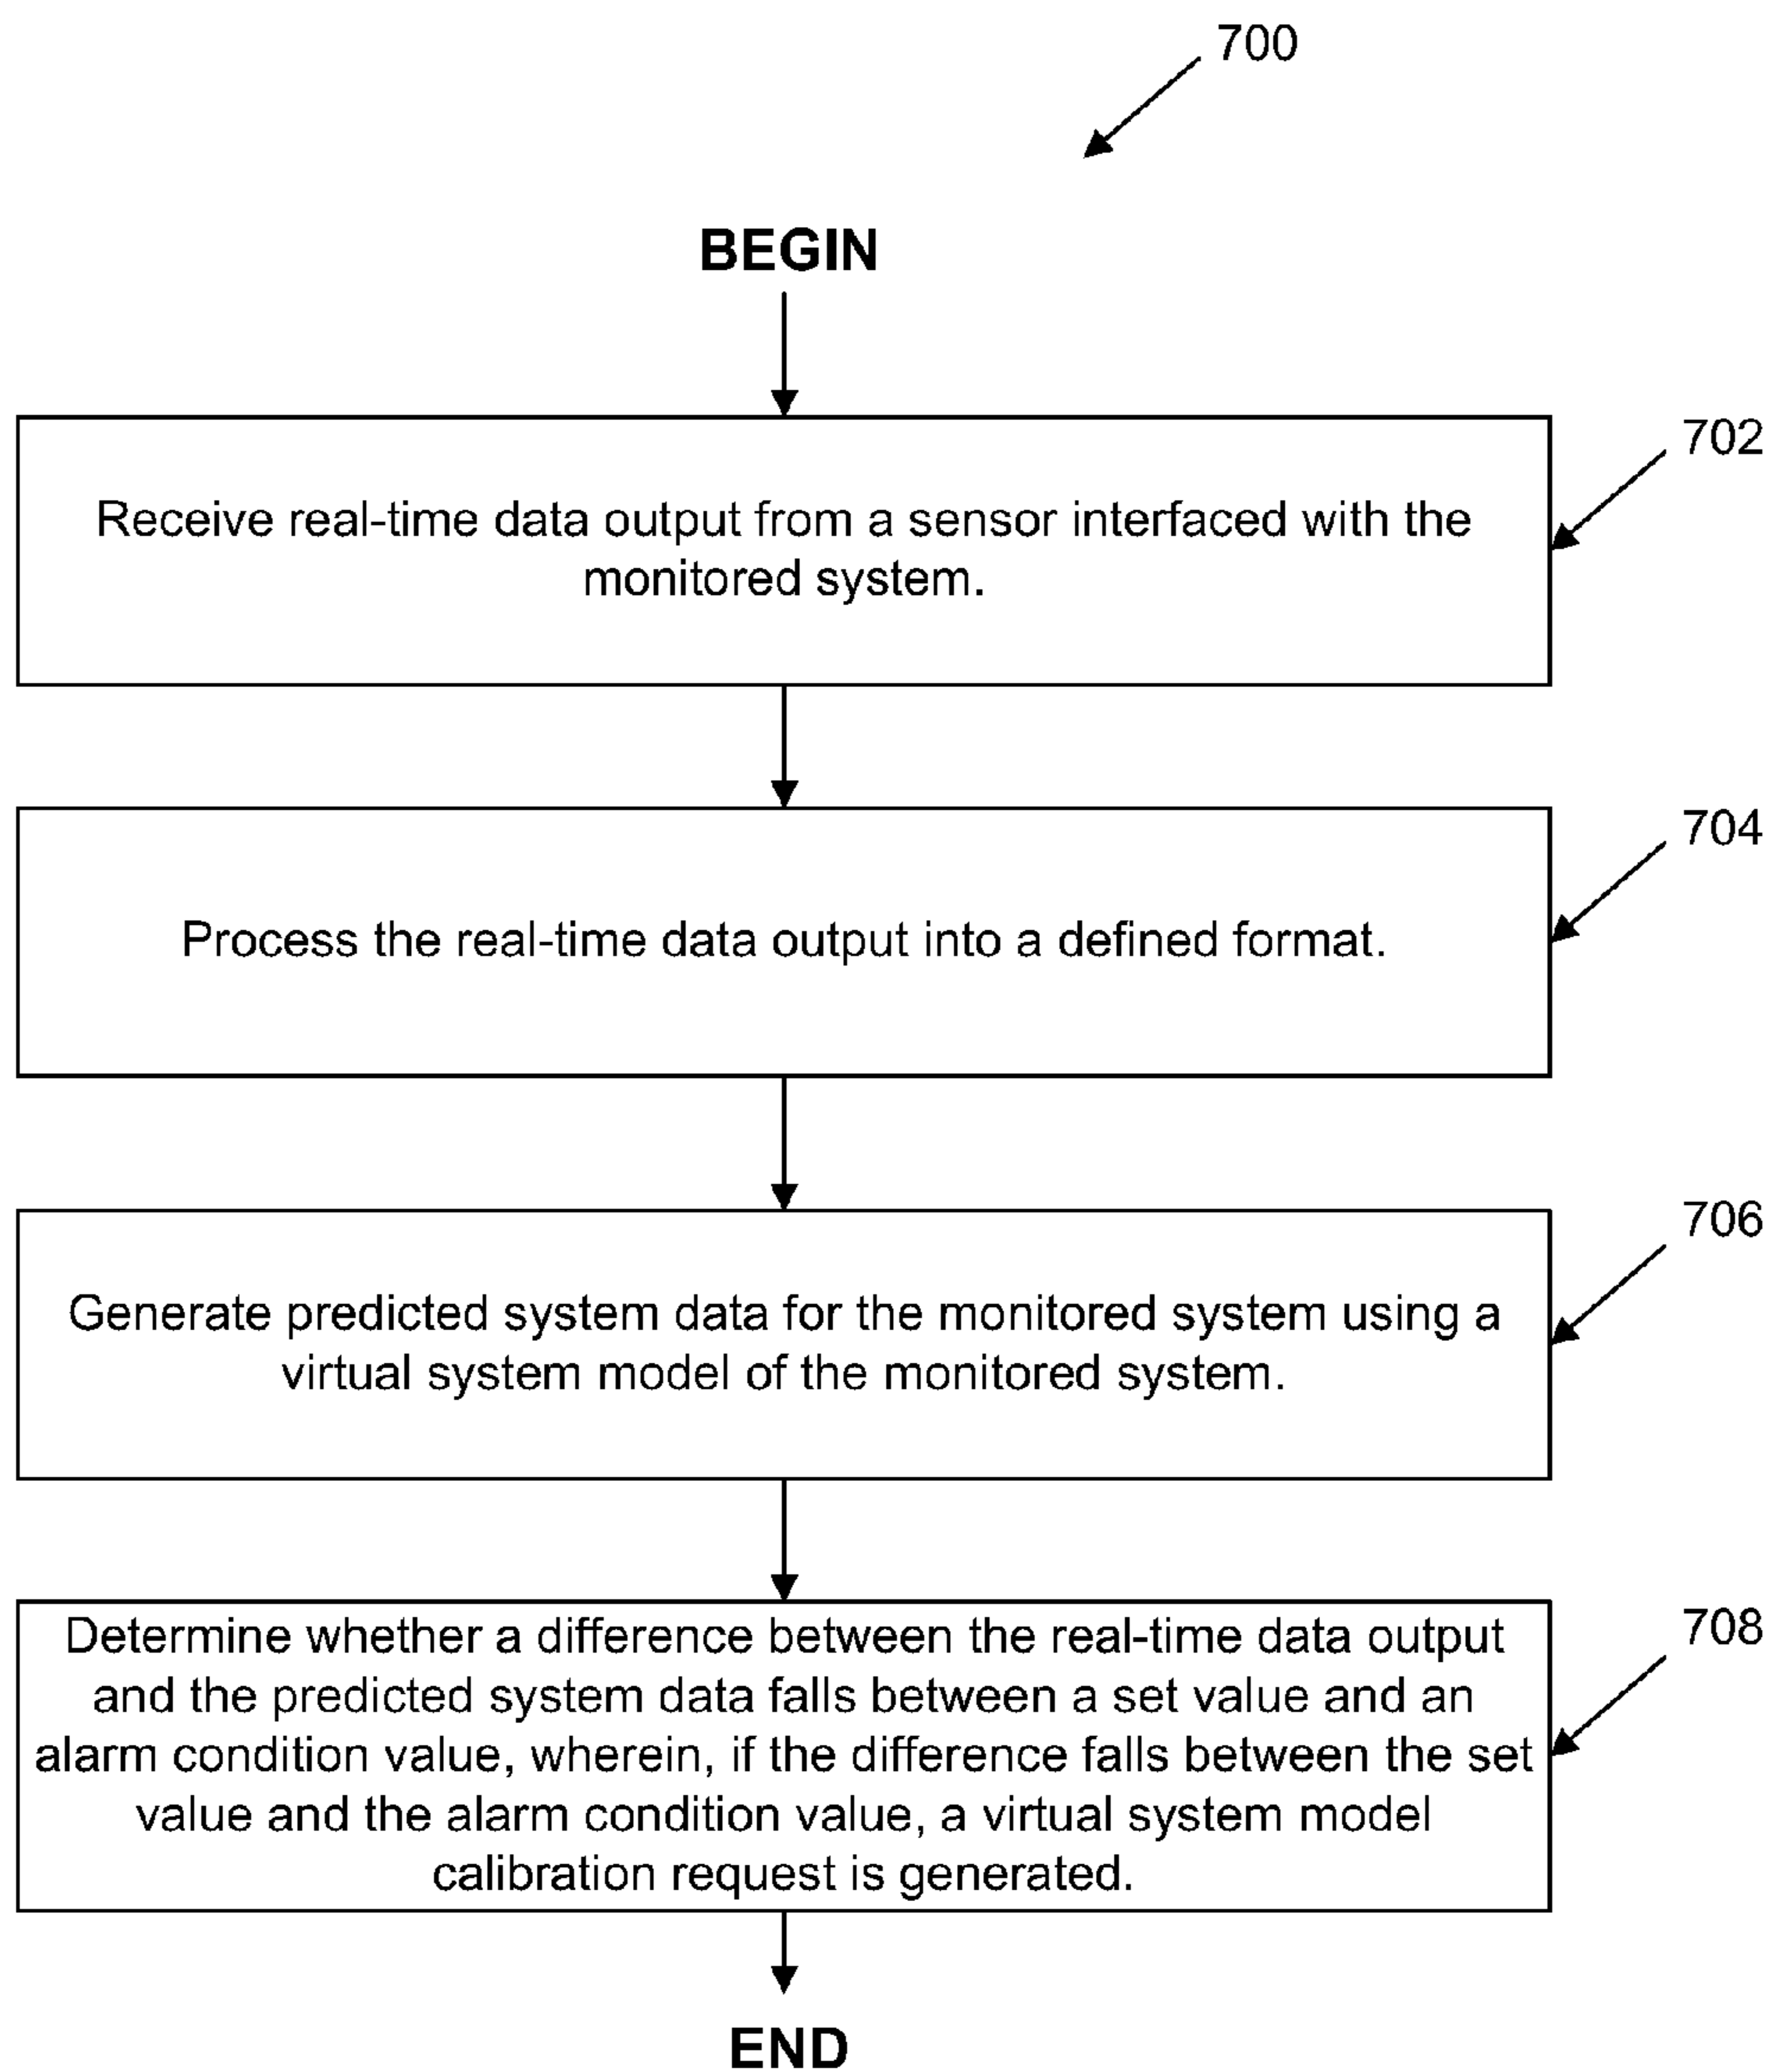 700
BEGIN
702
Receive real-time data output from a sensor interfaced with the
monitored system.
704
Process the real-time data output into a defined format.
706
Generate predicted system data for the monitored system using a
virtual system model of the monitored system.
708
Determine whether a difference between the real-time data output
and the predicted system data falls between a set value and an
alarm condition value, wherein, if the difference falls between the set
value and the alarm condition value, a virtual system model
calibration request is generated.
END